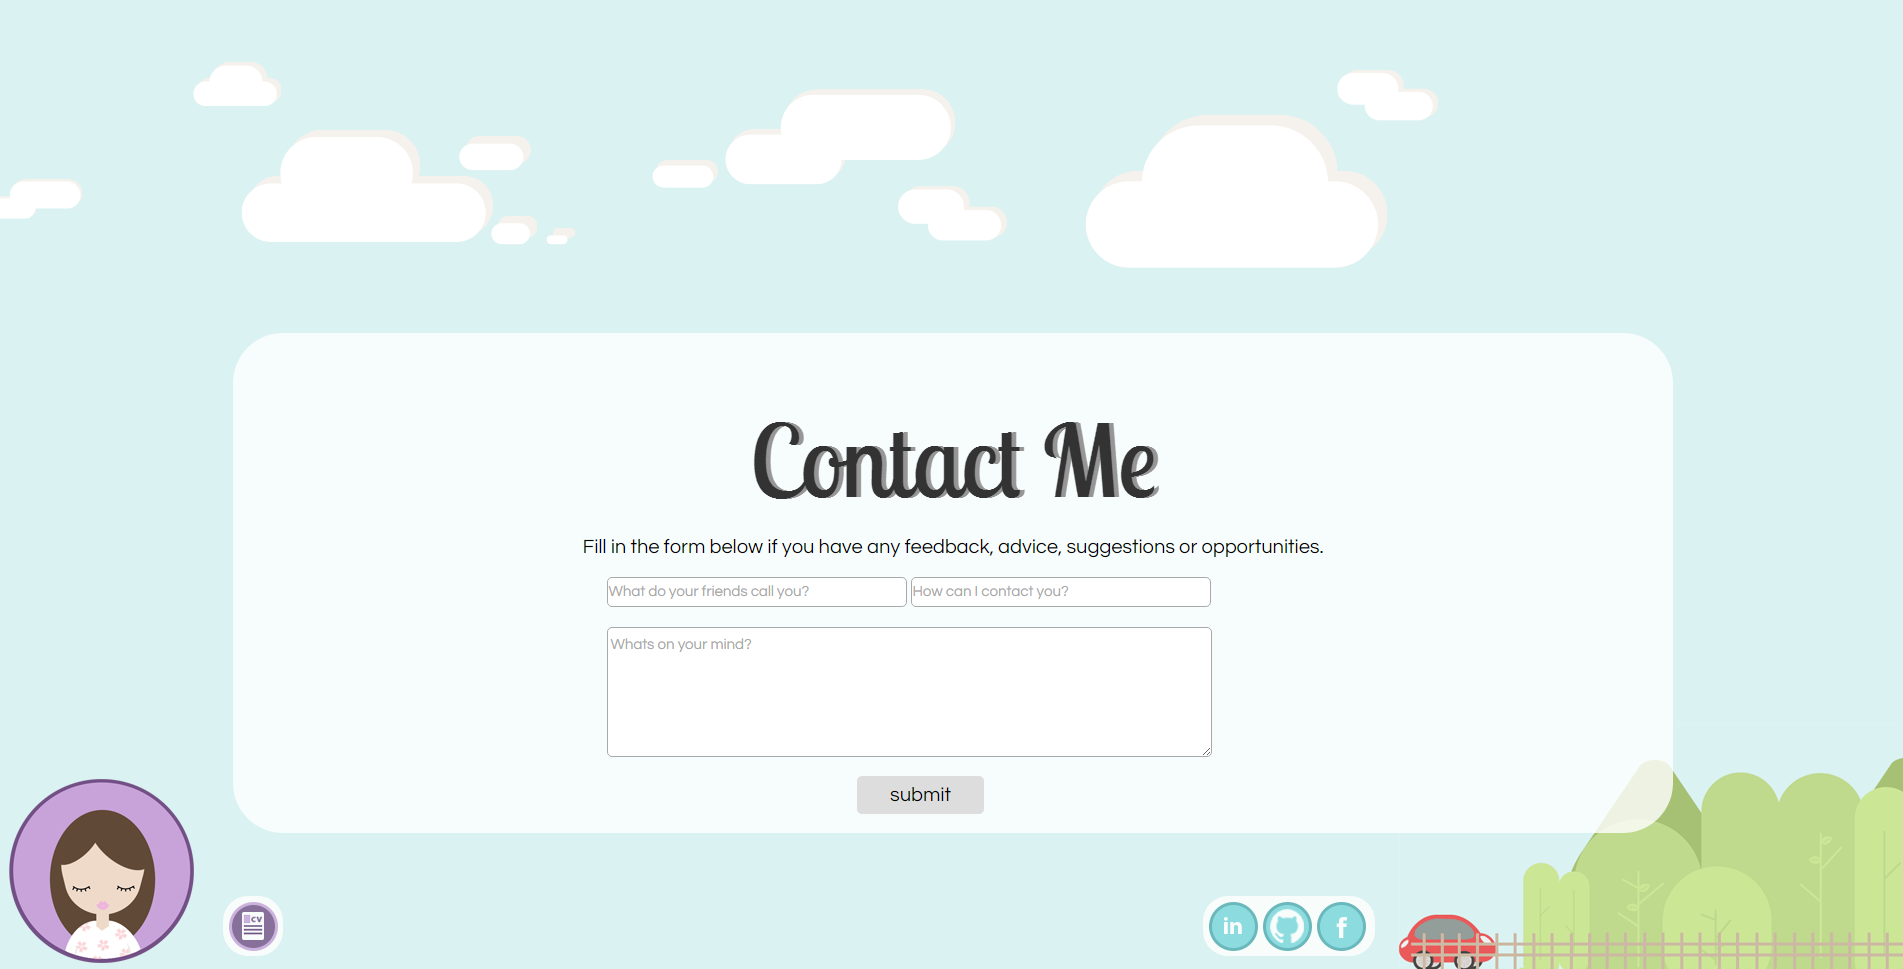 Contact Me
Fill in the form below if you have any feedback, advice, suggestions or opportunities.
What do your friends call you? How can I contact you?
Whats on your mind?
submit
CV
in f